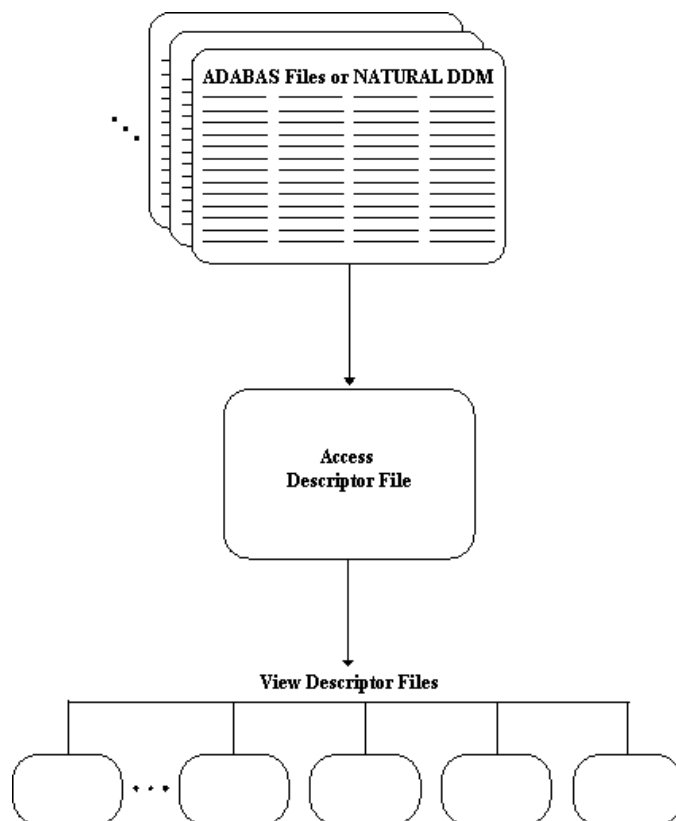 ADABAS Files or NATURAL DDM
Access
Descriptor File
View Descriptor Files